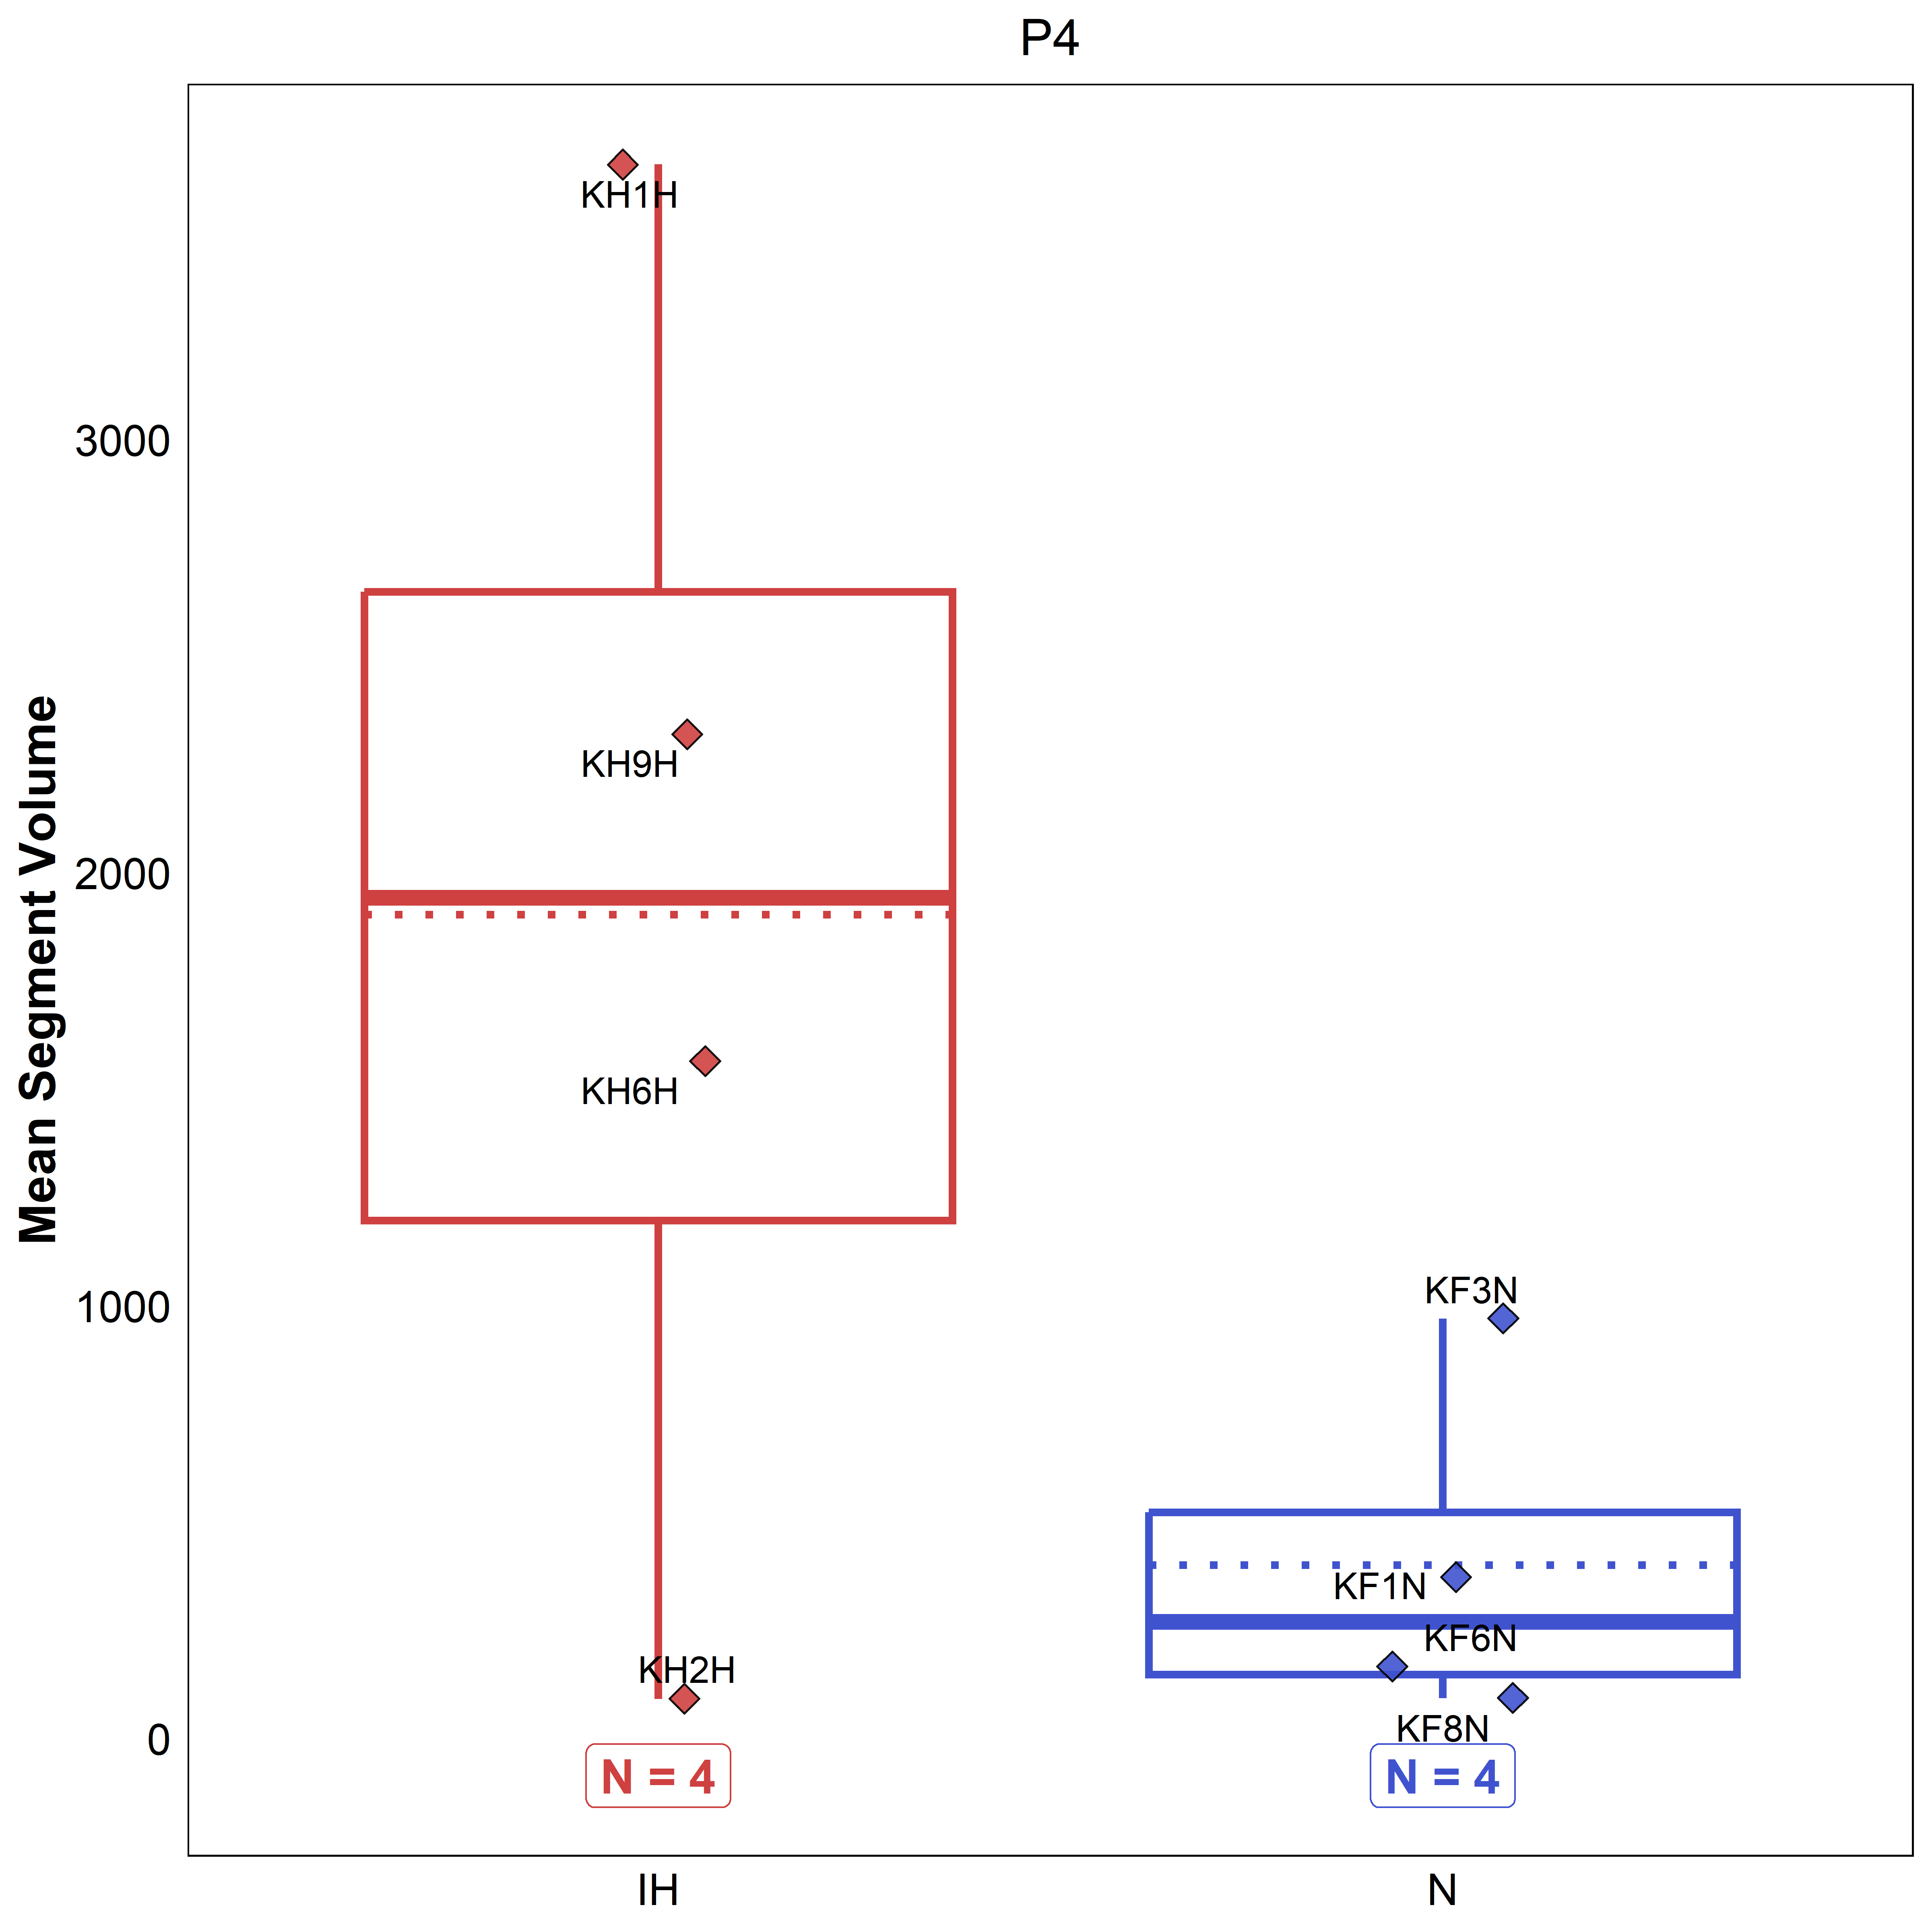 P4
Mean Segment Volume
3000
2000
1000
0
KH1H
KH9H
KH6H
KH2H
KF3N
KF1N
KF6N
KF8N
N = 4
N = 4
IH
N